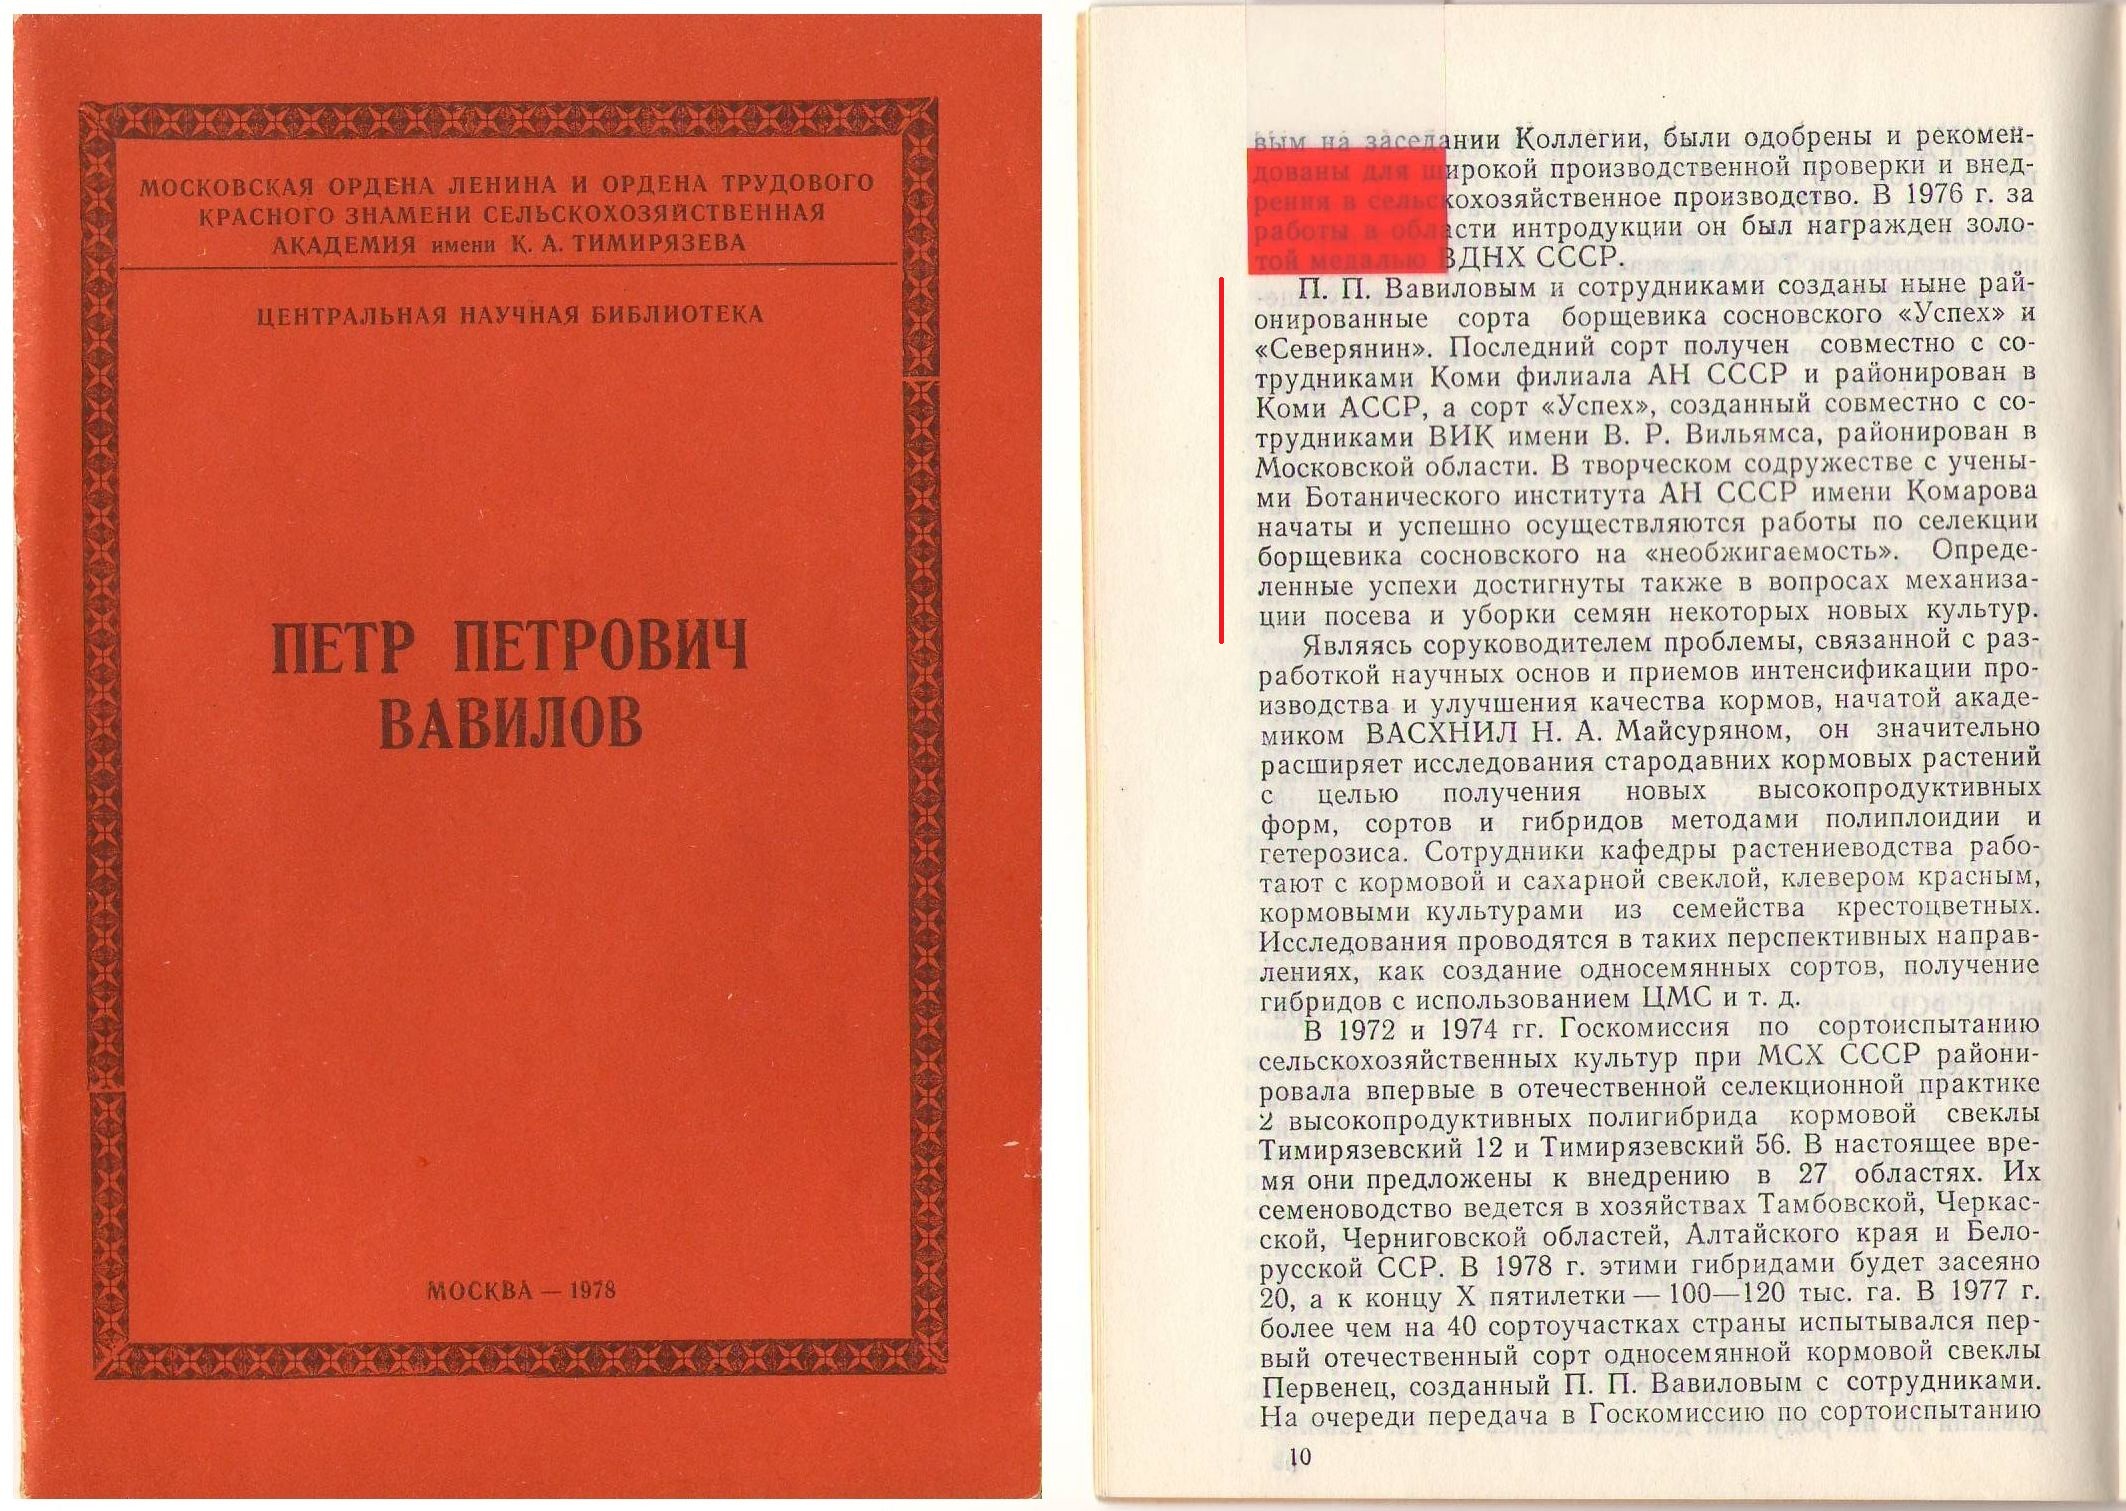 МОСКОВСКАЯ ОРДЕНА ЛЕНИНА И ОРДЕНА ТРУДОВОГО
КРАСНОГО ЗНАМЕНИ СЕЛЬСКОХОЗЯЙСТВЕННАЯ
АКАДЕМИЯ имени К. А. ТИМИРЯЗЕВА
ЦЕНТРАЛЬНАЯ НАУЧНАЯ БИБЛИОТЕКА
ПЕТР ПЕТРОВИЧ
ВАВИЛОВ
МОСКВА — 1978
вым на заседании Коллегии, были одобрены и рекомен-
дованы для широкой производственной проверки и внед-
рения в сельскохозяйственное производство. В 1976 г. за
работы в области интродукции он был награжден золо-
той медалью ВДНХ СССР.
П. П. Вавиловым и сотрудниками созданы ныне рай-
онированные сорта борщевика сосновского «Успех» и
«Северянин». Последний сорт получен совместно с со-
трудниками Коми филиала АН СССР и районирован в
Коми АССР, а сорт «Успех», созданный совместно с со-
трудниками ВИК имени В. Р. Вильямса, районирован в
Московской области. В творческом содружестве с учены-
ми Ботанического института АН СССР имени Комарова
начаты и успешно осуществляются работы по селекции
борщевика сосновского на «необжигаемость». Опреде-
ленные успехи достигнуты также в вопросах механиза-
ции посева и уборки семян некоторых новых культур.
Являясь соруководителем проблемы, связанной с раз-
работкой научных основ и приемов интенсификации про-
изводства и улучшения качества кормов, начатой акаде-
миком ВАСХНИЛ Н. А. Майсуряном, он значительно
расширяет исследования стародавних кормовых растений
с целью получения новых высокопродуктивных
форм, сортов и гибридов методами полиплоидии и
гетерозиса. Сотрудники кафедры растениеводства рабо-
тают с кормовой и сахарной свеклой, клевером красным,
кормовыми культурами из семейства крестоцветных.
Исследования проводятся в таких перспективных направ-
лениях, как создание односемянных сортов, получение
гибридов с использованием ЦМС и т. д.
В 1972 и 1974 гг. Госкомиссия по сортоиспытанию
сельскохозяйственных культур при МСХ СССР райони-
ровала впервые в отечественной селекционной практике
2 высокопродуктивных полигибрида кормовой свеклы
Тимирязевский 12 и Тимирязевский 56. В настоящее вре-
мя они предложены к внедрению в 27 областях. Их
семеноводство ведется в хозяйствах Тамбовской, Черкас-
ской, Черниговской областей, Алтайского края и Бело-
русской ССР. В 1978 г. этими гибридами будет засеяно
20, а к концу X пятилетки — 100—120 тыс. га. В 1977 г.
более чем на 40 сортоучастках страны испытывался пер-
вый отечественный сорт односемянной кормовой свеклы
Первенец, созданный П. П. Вавиловым с сотрудниками.
На очереди передача в Госкомиссию по сортоиспытанию
10